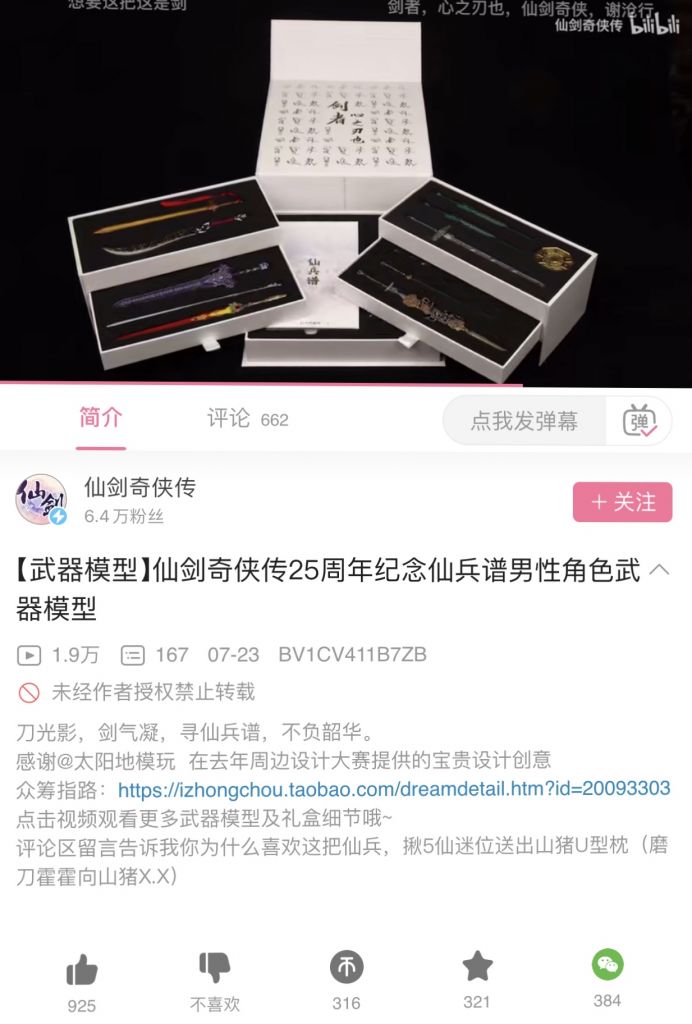 想要这把这是剑
剑者，心之刃也，仙剑奇侠，谢沧行
仙剑奇侠传 bilibili
剑者
心之刃也
仙兵谱
简介
评论 662
点我发弹幕
弹
仙剑
仙剑奇侠传
6.4万粉丝
＋ 关注
【武器模型】仙剑奇侠传25周年纪念仙兵谱男性角色武
器模型
1.9万 167 07-23 BV1CV411B7ZB
未经作者授权禁止转载
刀光影，剑气凝，寻仙兵谱，不负韶华。
感谢@太阳地模玩 在去年周边设计大赛提供的宝贵设计创意
众筹指路：https://izhongchou.taobao.com/dreamdetail.htm?id=20093303
点击视频观看更多武器模型及礼盒细节哦~
评论区留言告诉我你为什么喜欢这把仙兵，揪5仙迷位送出山猪U型枕（磨
刀霍霍向山猪X.X）
925 不喜欢 316 321 384